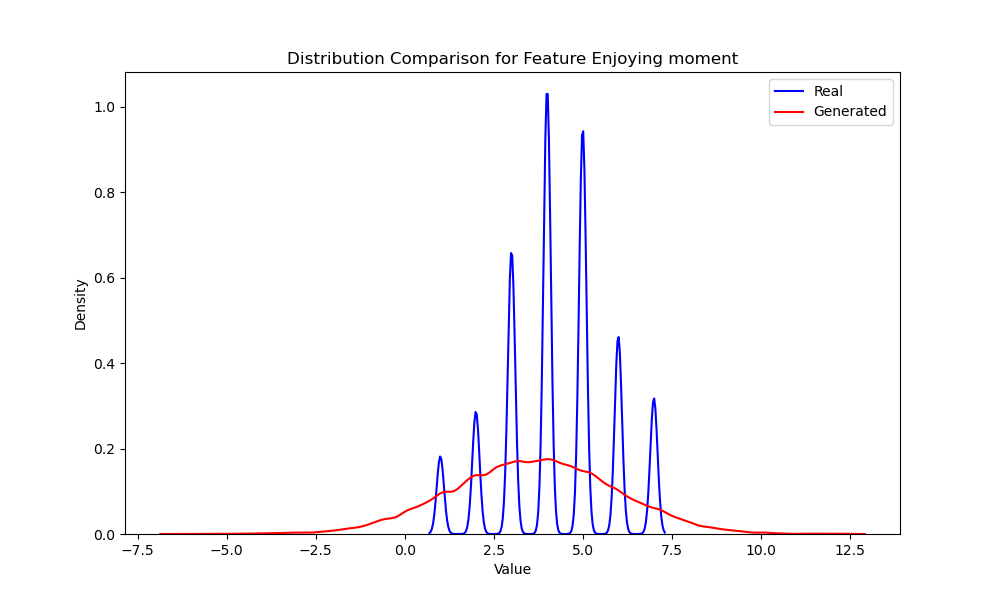 Distribution Comparison for Feature Enjoying moment
Real
Generated
Density
1.0
0.8
0.6
0.4
0.2
0.0
−7.5 −5.0 −2.5 0.0 2.5 5.0 7.5 10.0 12.5
Value